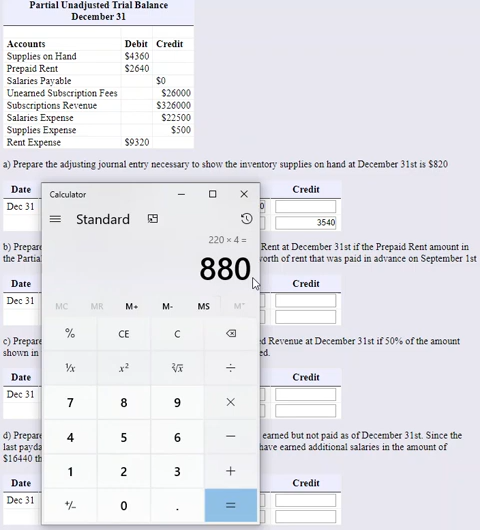 Partial Unadjusted Trial Balance
December 31
Accounts Debit Credit
Supplies on Hand $4360
Prepaid Rent $2640
Salaries Payable $0
Unearned Subscription Fees $26000
Subscriptions Revenue $326000
Salaries Expense $22500
Supplies Expense $500
Rent Expense $9320
a) Prepare the adjusting journal entry necessary to show the inventory supplies on hand at December 31st is $820
Date Credit
Dec 31 0
3540
Calculator
Standard
220 × 4 =
880
MC MR M+ M- MS M˅
% CE C ⌫
¹/x x² ²√x ÷
7 8 9 ×
4 5 6 −
1 2 3 +
+/- 0 . =
b) Prepare Rent at December 31st if the Prepaid Rent amount in
the Partia orth of rent that was paid in advance on September 1st
Date Credit
Dec 31
c) Prepare d Revenue at December 31st if 50% of the amount
shown in ed.
Date Credit
Dec 31
d) Prepare earned but not paid as of December 31st. Since the
last payda have earned additional salaries in the amount of
$16440 th
Date Credit
Dec 31